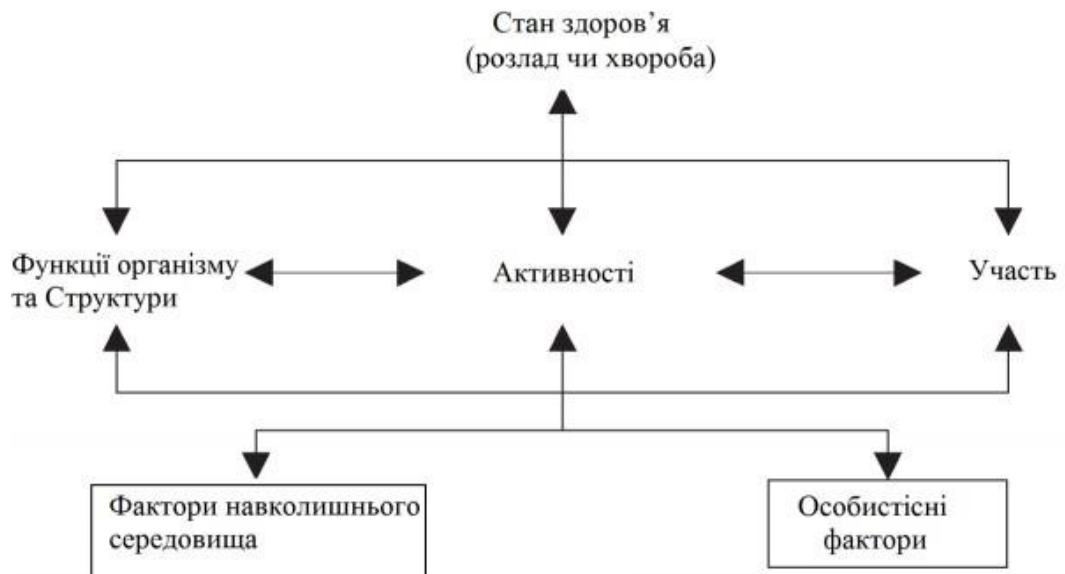 Стан здоров’я
(розлад чи хвороба)
Функції організму
та Структури
Активності
Участь
Фактори навколишнього
середовища
Особистісні
фактори